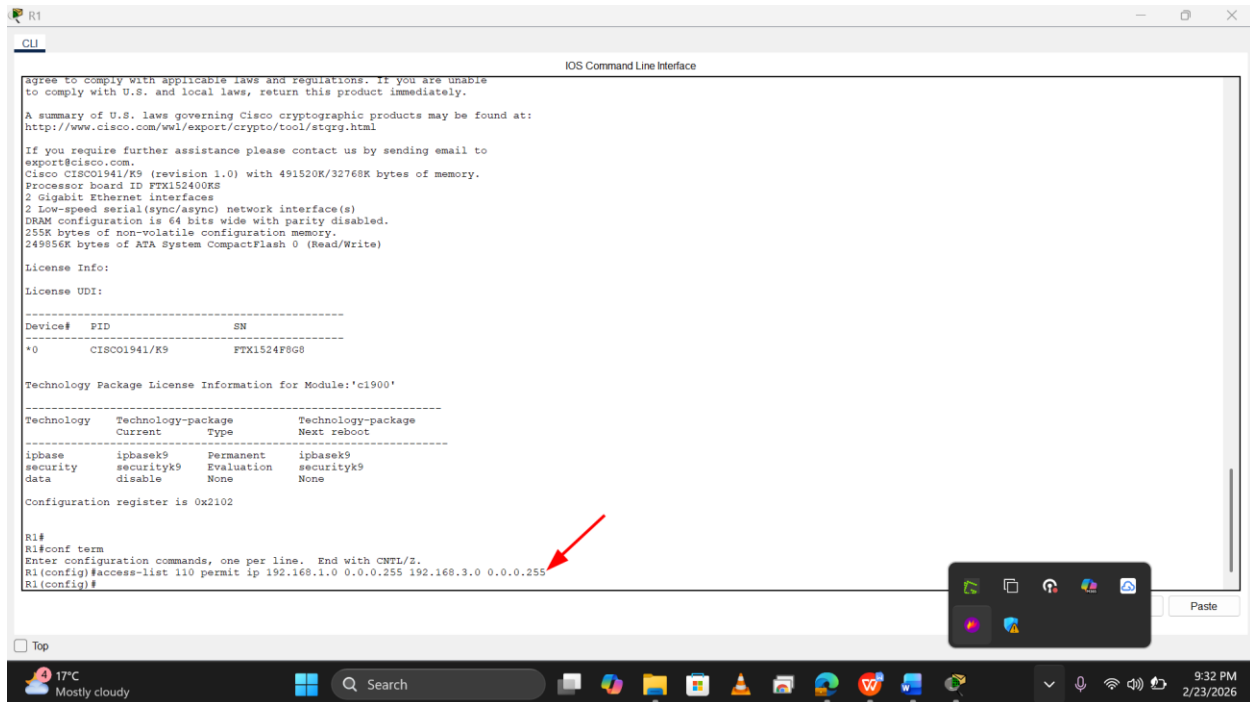 R1
CLI
IOS Command Line Interface
agree to comply with applicable laws and regulations. If you are unable
to comply with U.S. and local laws, return this product immediately.
A summary of U.S. laws governing Cisco cryptographic products may be found at:
http://www.cisco.com/wwl/export/crypto/tool/stqrg.html
If you require further assistance please contact us by sending email to
export@cisco.com.
Cisco CISCO1941/K9 (revision 1.0) with 491520K/32768K bytes of memory.
Processor board ID FTX152400KS
2 Gigabit Ethernet interfaces
2 Low-speed serial(sync/async) network interface(s)
DRAM configuration is 64 bits wide with parity disabled.
255K bytes of non-volatile configuration memory.
249856K bytes of ATA System CompactFlash 0 (Read/Write)
License Info:
License UDI:
-------------------------------------------------
Device#   PID                   SN
-------------------------------------------------
*0        CISCO1941/K9          FTX1524F8G8
Technology Package License Information for Module:'c1900'
----------------------------------------------------------------
Technology    Technology-package          Technology-package
              Current       Type          Next reboot
-----------------------------------------------------------------
ipbase        ipbasek9      Permanent     ipbasek9
security      securityk9    Evaluation    securityk9
data          disable       None          None
Configuration register is 0x2102
R1#
R1#conf term
Enter configuration commands, one per line.  End with CNTL/Z.
R1(config)#access-list 110 permit ip 192.168.1.0 0.0.0.255 192.168.3.0 0.0.0.255
R1(config)#
Paste
Top
4
17°C
Mostly cloudy
Search
9:32 PM
2/23/2026